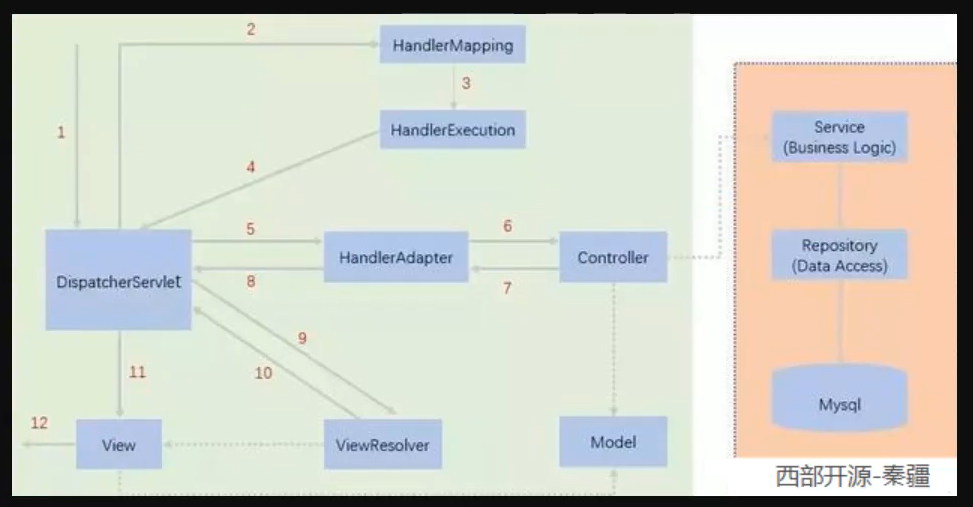 2
HandlerMapping
3
1
HandlerExecution
Service
(Business Logic)
4
5
6
HandlerAdapter
Controller
Repository
(Data Access)
DispatcherServlet
8
7
9
10
11
Mysql
12
View
ViewResolver
Model
西部开源-秦疆